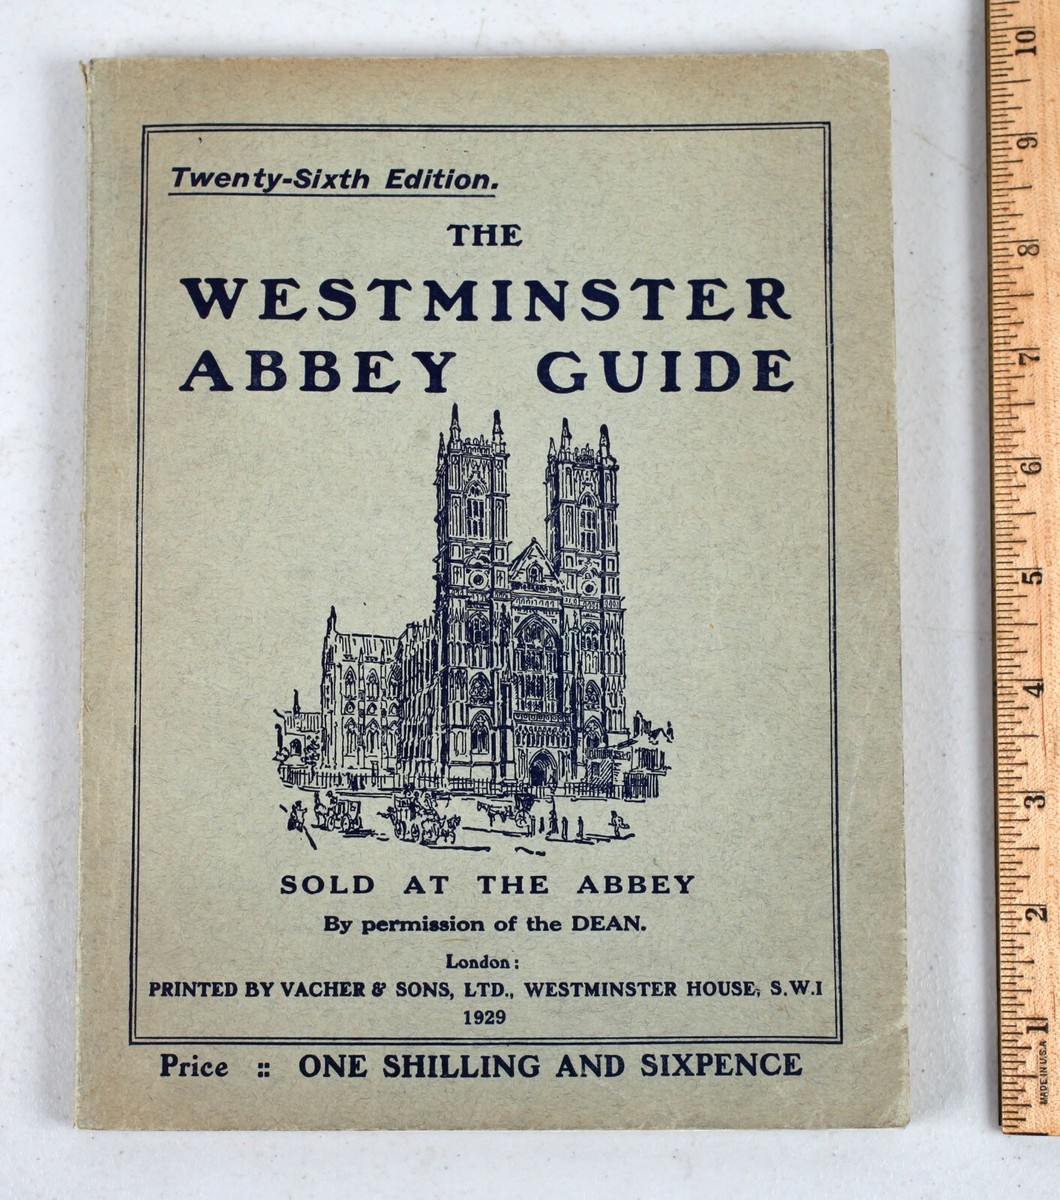 Twenty-Sixth Edition.
THE
WESTMINSTER
ABBEY GUIDE
SOLD AT THE ABBEY
By permission of the DEAN.
London:
PRINTED BY VACHER & SONS, LTD., WESTMINSTER HOUSE, S.W.1
1929
Price :: ONE SHILLING AND SIXPENCE
10
9
8
7
6
5
4
3
2
1
MADE IN U.S.A